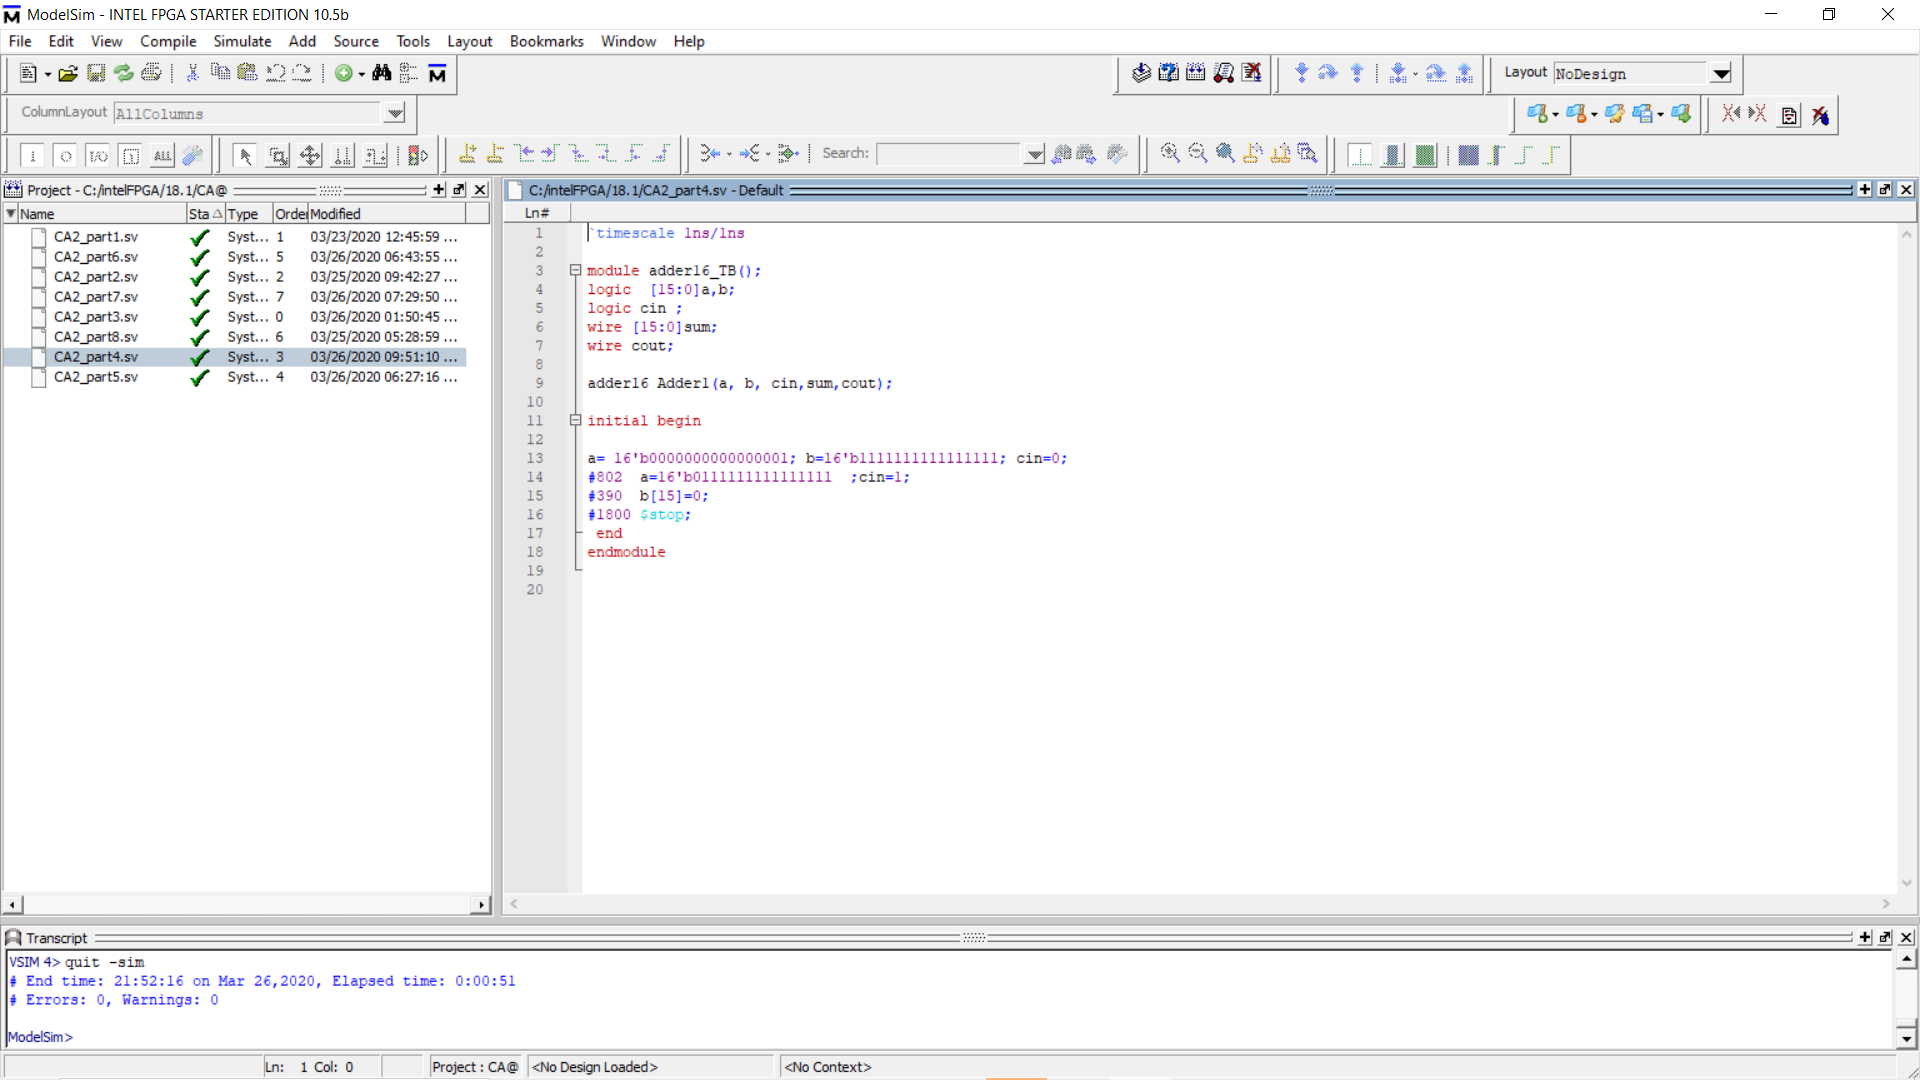 ModelSim - INTEL FPGA STARTER EDITION 10.5b
File Edit View Compile Simulate Add Source Tools Layout Bookmarks Window Help
Layout NoDesign
ColumnLayout AllColumns
ALL
Search:
Project - C:/intelFPGA/18.1/CA@
Name Sta Type Order Modified
CA2_part1.sv Syst... 1 03/23/2020 12:45:59 ...
CA2_part6.sv Syst... 5 03/26/2020 06:43:55 ...
CA2_part2.sv Syst... 2 03/25/2020 09:42:27 ...
CA2_part7.sv Syst... 7 03/26/2020 07:29:50 ...
CA2_part3.sv Syst... 0 03/26/2020 01:50:45 ...
CA2_part8.sv Syst... 6 03/25/2020 05:28:59 ...
CA2_part4.sv Syst... 3 03/26/2020 09:51:10 ...
CA2_part5.sv Syst... 4 03/26/2020 06:27:16 ...
C:/intelFPGA/18.1/CA2_part4.sv - Default
Ln#
1 `timescale 1ns/1ns
2
3 module adder16_TB();
4 logic  [15:0]a,b;
5 logic cin ;
6 wire [15:0]sum;
7 wire cout;
8
9 adder16 Adder1(a, b, cin,sum,cout);
10
11 initial begin
12
13 a= 16'b0000000000000001; b=16'b1111111111111111; cin=0;
14 #802  a=16'b0111111111111111  ;cin=1;
15 #390  b[15]=0;
16 #1800 $stop;
17 end
18 endmodule
19
20
Transcript
VSIM 4> quit -sim
# End time: 21:52:16 on Mar 26,2020, Elapsed time: 0:00:51
# Errors: 0, Warnings: 0
ModelSim>
Ln: 1 Col: 0 Project : CA@ <No Design Loaded> <No Context>